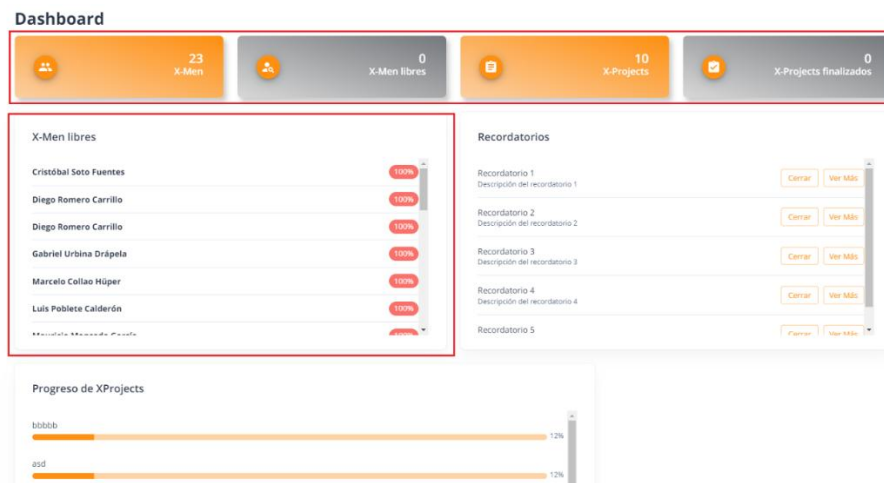 Dashboard
23
X-Men
0
X-Men libres
10
X-Projects
0
X-Projects finalizados
X-Men libres
Cristóbal Soto Fuentes 100%
Diego Romero Carrillo 100%
Diego Romero Carrillo 100%
Gabriel Urbina Drápela 100%
Marcelo Collao Hüper 100%
Luis Poblete Calderón 100%
100%
Recordatorios
Recordatorio 1
Descripción del recordatorio 1
Cerrar Ver Más
Recordatorio 2
Descripción del recordatorio 2
Cerrar Ver Más
Recordatorio 3
Descripción del recordatorio 3
Cerrar Ver Más
Recordatorio 4
Descripción del recordatorio 4
Cerrar Ver Más
Recordatorio 5
Cerrar Ver Más
Progreso de XProjects
bbbbb
12%
asd
12%